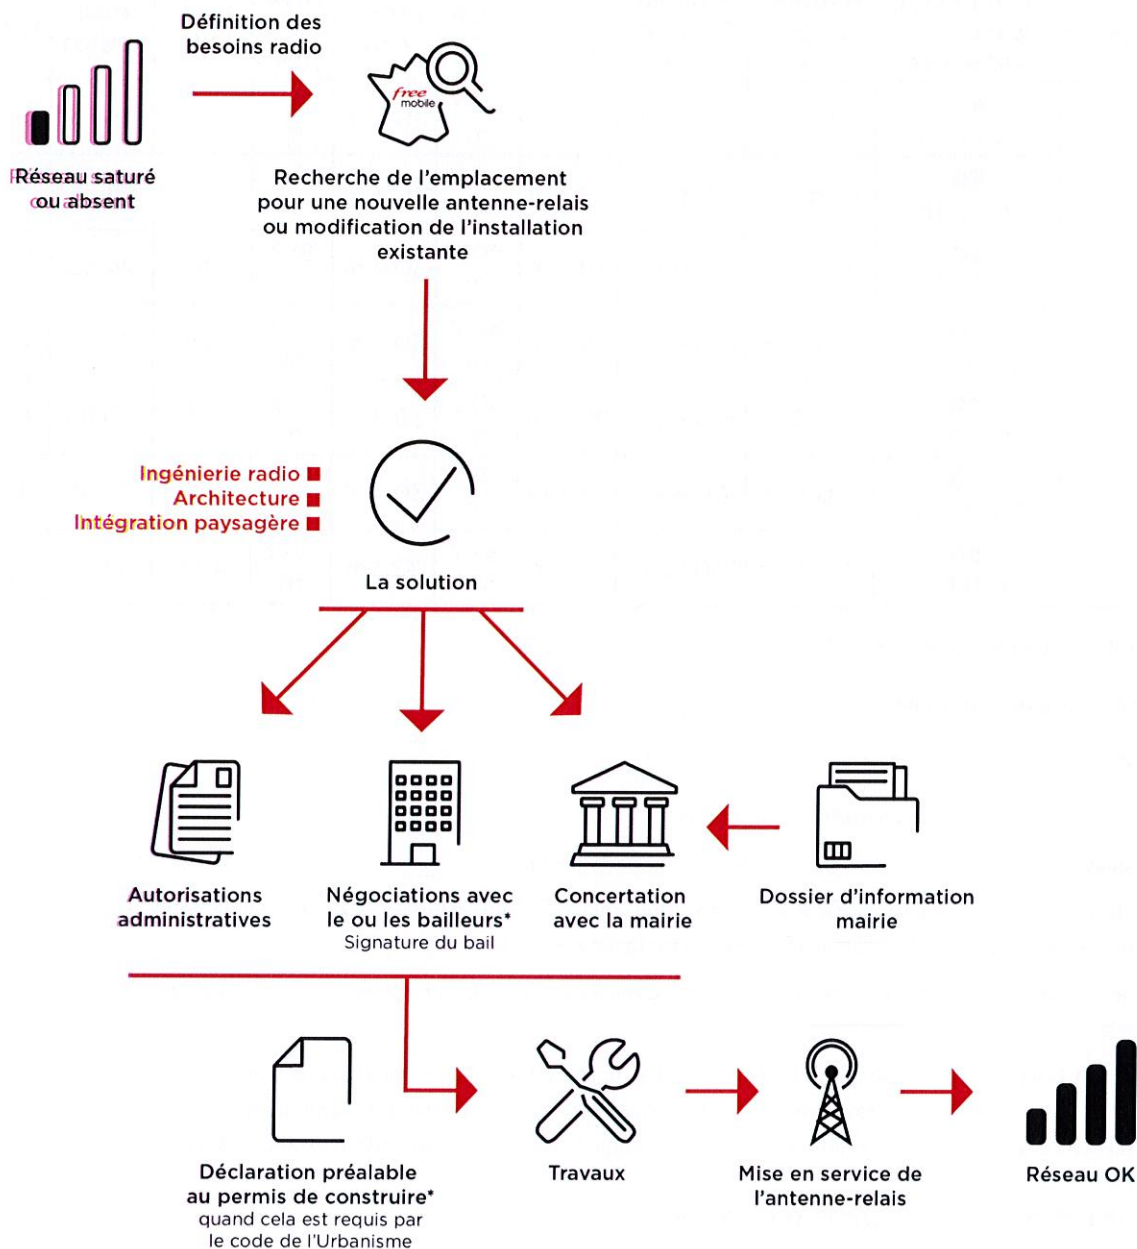 Définition des
besoins radio
free
mobile
Réseau saturé
ou absent
Recherche de l'emplacement
pour une nouvelle antenne-relais
ou modification de l'installation
existante
Ingénierie radio
Architecture
Intégration paysagère
La solution
Autorisations
administratives
Négociations avec
le ou les bailleurs*
Signature du bail
Concertation
avec la mairie
Dossier d'information
mairie
Déclaration préalable
au permis de construire*
quand cela est requis par
le code de l'Urbanisme
Travaux
Mise en service de
l'antenne-relais
Réseau OK